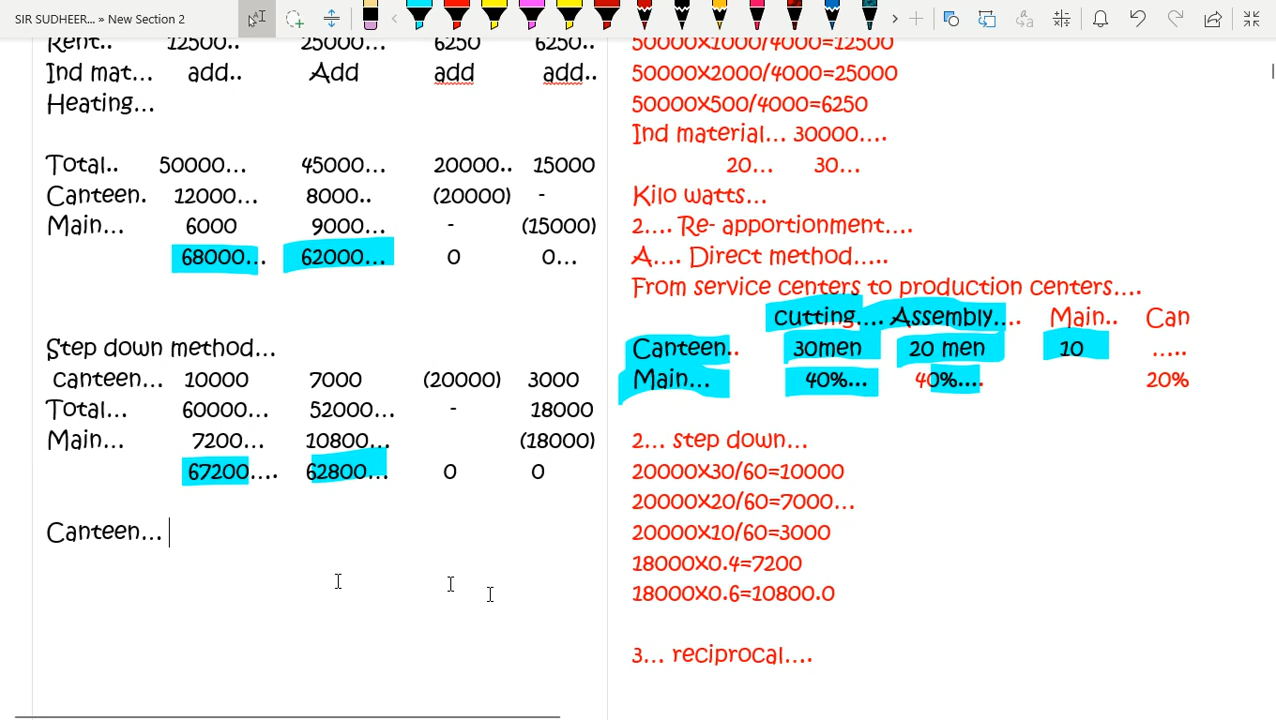 SIR SUDHEER... » New Section 2
Rent.. 12500.. 25000... 6250 6250..
Ind mat... add.. Add add add..
Heating...
Total.. 50000... 45000... 20000.. 15000
Canteen. 12000... 8000.. (20000) -
Main... 6000 9000... - (15000)
68000... 62000... 0 0...
Step down method...
canteen... 10000 7000 (20000) 3000
Total... 60000... 52000... - 18000
Main... 7200... 10800... (18000)
67200.... 62800... 0 0
Canteen...
50000X1000/4000=12500
50000X2000/4000=25000
50000X500/4000=6250
Ind material... 30000....
20... 30...
Kilo watts...
2.... Re- apportionment....
A.... Direct method.....
From service centers to production centers....
cutting.... Assembly.... Main.. Can
Canteen.. 30men 20 men 10 .....
Main... 40%... 40%.... 20%
2... step down...
20000X30/60=10000
20000X20/60=7000...
20000X10/60=3000
18000X0.4=7200
18000X0.6=10800.0
3... reciprocal....